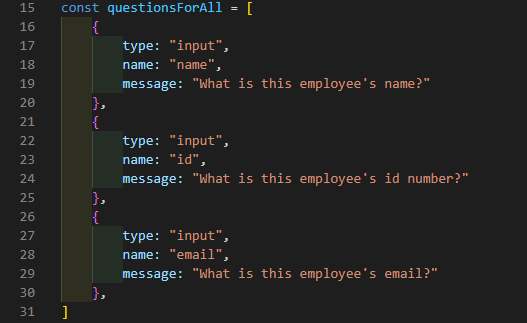 15 const questionsForAll = [
16     {
17         type: "input",
18         name: "name",
19         message: "What is this employee's name?"
20     },
21     {
22         type: "input",
23         name: "id",
24         message: "What is this employee's id number?"
25     },
26     {
27         type: "input",
28         name: "email",
29         message: "What is this employee's email?"
30     },
31 ]